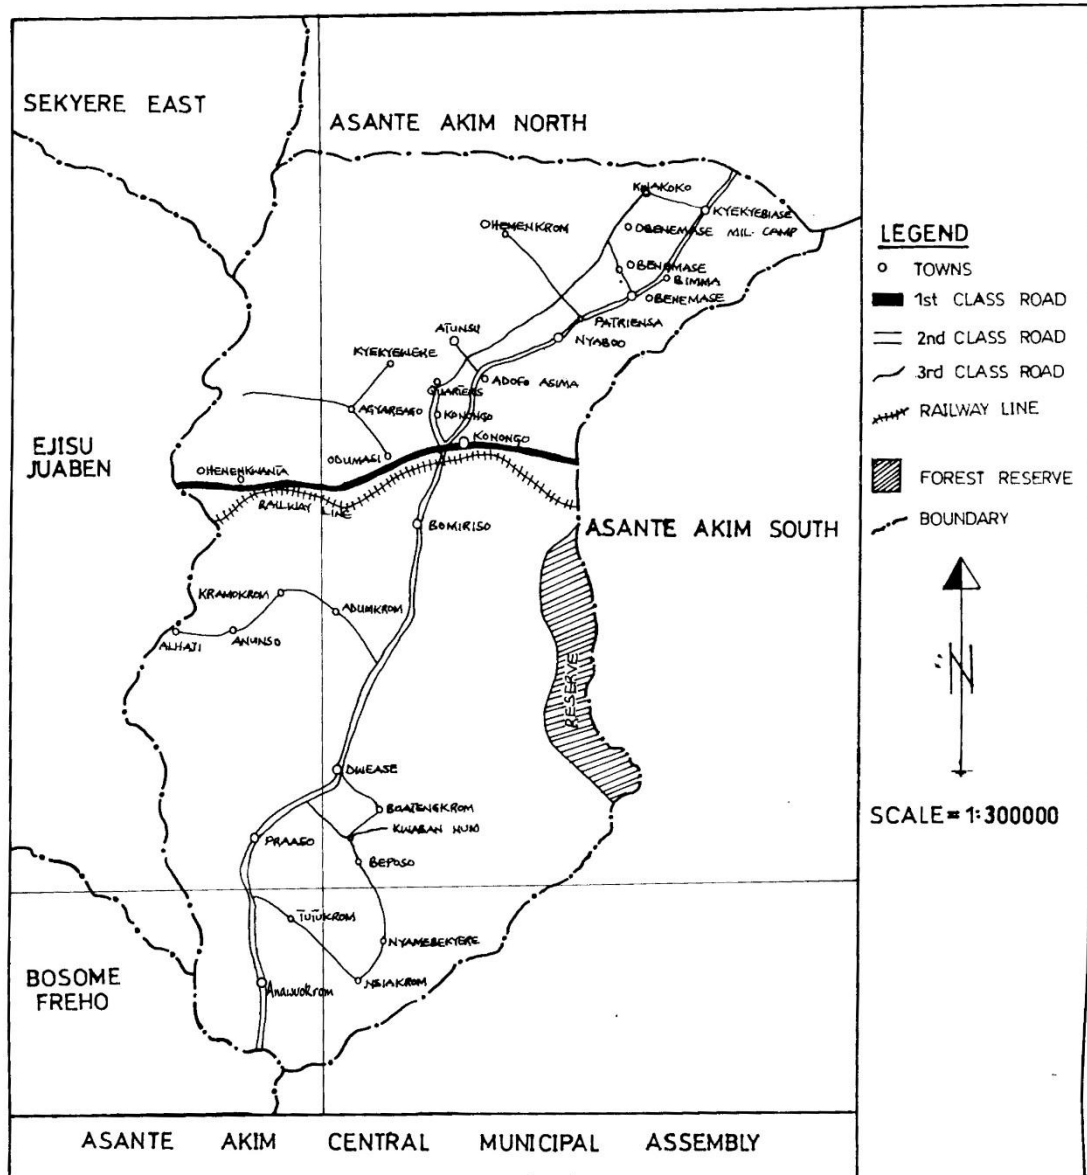 SEKYERE EAST
ASANTE AKIM NORTH
KWAKOKO
KYEKYEBIASE
OHEMENKROM
OBENEMASE MIL. CAMP
BENEMASE
BIMMA
OBENEMASE
PATRIENSA
ATUNSU
NYABOO
KYEKYEWERE
QUARTERS
ADOFO ASIMA
AGYAREAGO
KONONGO
KONONGO
ODUMASI
EJISU
JUABEN
OHENENKWANTA
RAILWAY LINE
BOMIRISO
ASANTE AKIM SOUTH
KRAMOKROM
ADUMKROM
ALHAJI
ANUNSO
RESERVE
DWEASE
BOATENGKROM
KWABAN HUNI
PRAASO
BEPOSO
TUTUKROM
NYAMEBEKYERE
BOSOME
FREHO
NSIAKROM
LEGEND
TOWNS
1st CLASS ROAD
2nd CLASS ROAD
3rd CLASS ROAD
RAILWAY LINE
FOREST RESERVE
BOUNDARY
N
SCALE = 1:300000
ASANTE AKIM CENTRAL MUNICIPAL ASSEMBLY